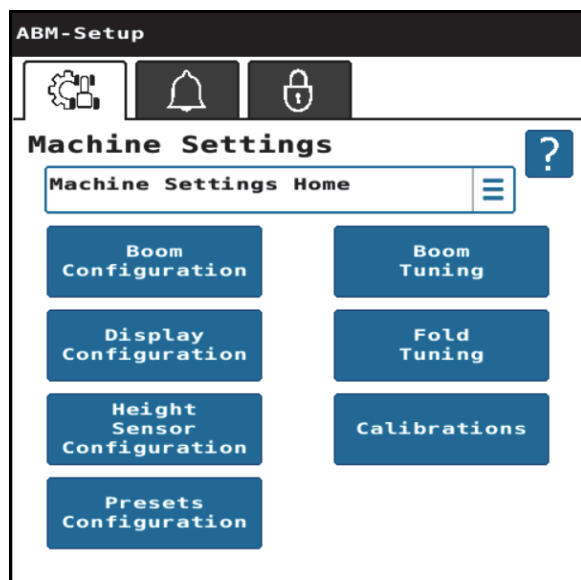 ABM-Setup
Machine Settings
?
Machine Settings Home
Boom
Configuration
Boom
Tuning
Display
Configuration
Fold
Tuning
Height
Sensor
Configuration
Calibrations
Presets
Configuration